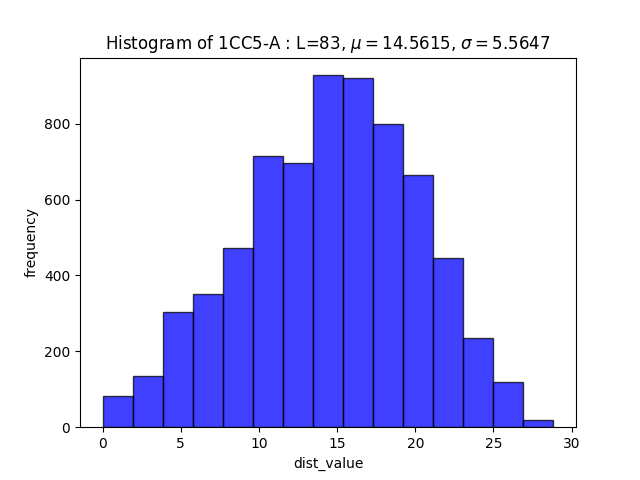 Histogram of 1CC5-A : L=83, μ = 14.5615, σ = 5.5647
800
600
400
200
0
frequency
0 5 10 15 20 25 30
dist_value